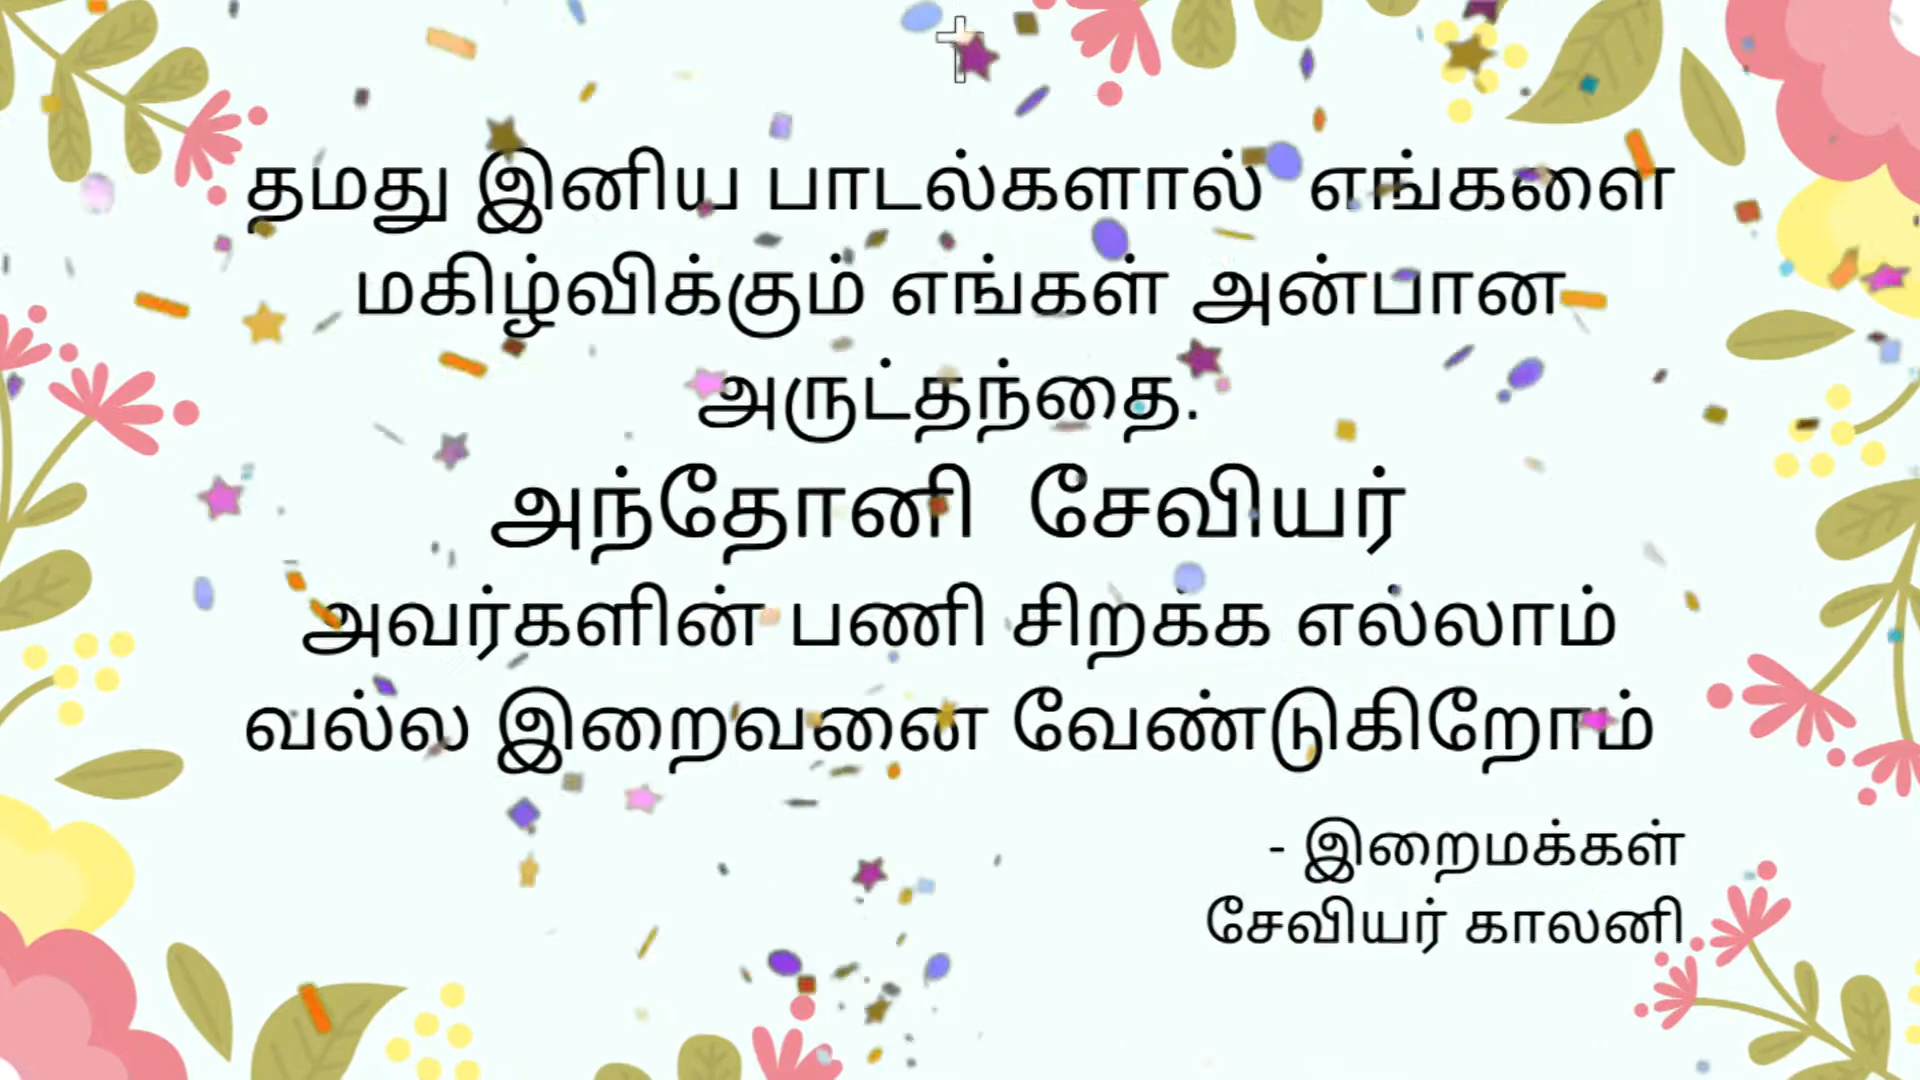 தமது இனிய பாடல்களால் எங்களை
மகிழ்விக்கும் எங்கள் அன்பான
அருட்தந்தை.
அந்தோனி சேவியர்
அவர்களின் பணி சிறக்க எல்லாம்
வல்ல இறைவனை வேண்டுகிறோம்
- இறைமக்கள்
சேவியர் காலனி